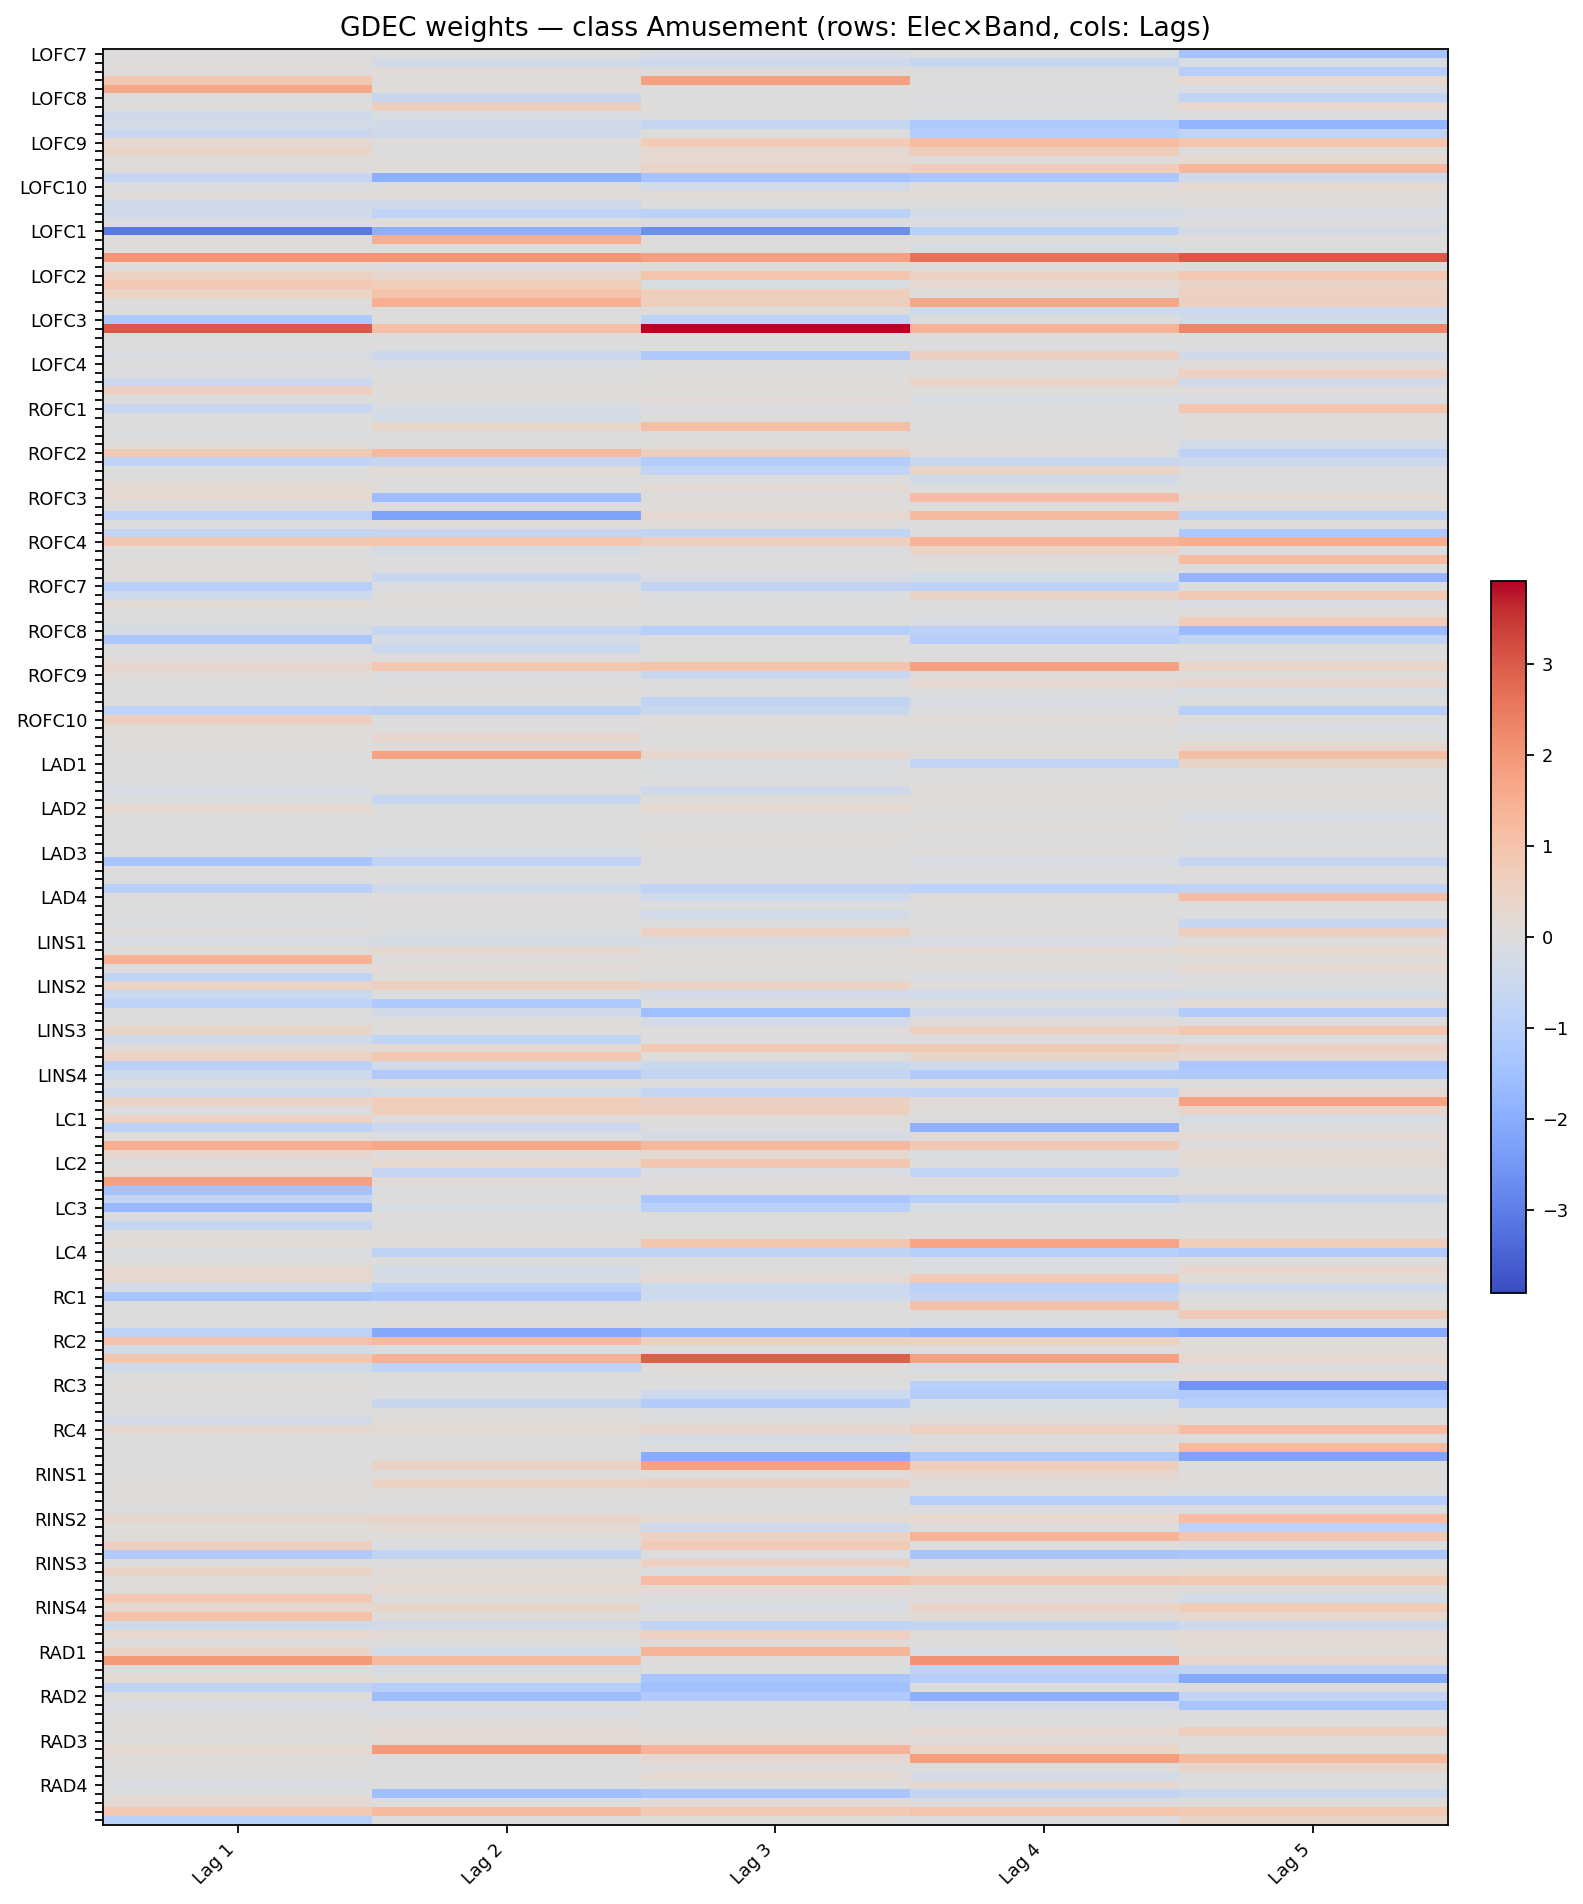 GDEC weights — class Amusement (rows: Elec×Band, cols: Lags)
LOFC7
LOFC8
LOFC9
LOFC10
LOFC1
LOFC2
LOFC3
LOFC4
ROFC1
ROFC2
ROFC3
ROFC4
ROFC7
ROFC8
ROFC9
ROFC10
LAD1
LAD2
LAD3
LAD4
LINS1
LINS2
LINS3
LINS4
LC1
LC2
LC3
LC4
RC1
RC2
RC3
RC4
RINS1
RINS2
RINS3
RINS4
RAD1
RAD2
RAD3
RAD4
Lag 1
Lag 2
Lag 3
Lag 4
Lag 5
3
2
1
0
−1
−2
−3